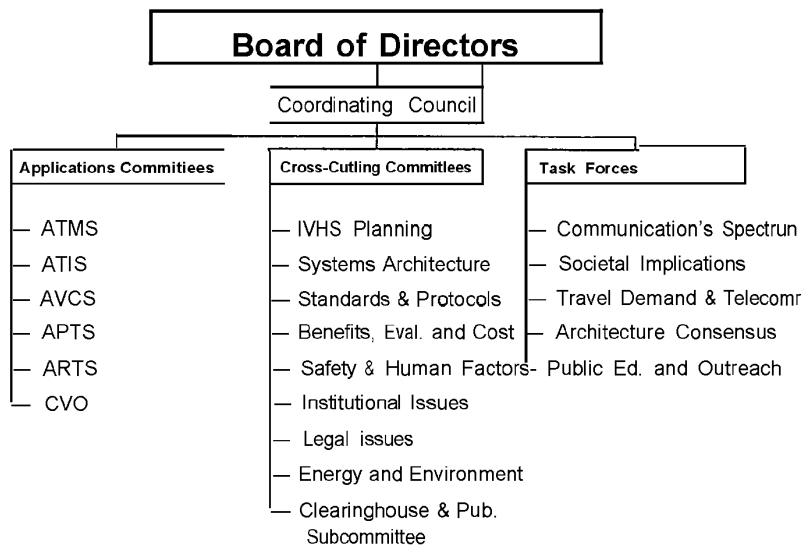 Board of Directors
Coordinating Council
Applications Commitiees
— ATMS
— ATIS
— AVCS
— APTS
— ARTS
— CVO
Cross-Cutling Commitlees
— IVHS Planning
— Systems Architecture
— Standards & Protocols
— Benefits, Eval. and Cost
— Safety & Human Factors
— Institutional Issues
— Legal issues
— Energy and Environment
— Clearinghouse & Pub.
Subcommittee
Task Forces
— Communication's Spectrun
— Societal Implications
— Travel Demand & Telecomr
— Architecture Consensus
- Public Ed. and Outreach